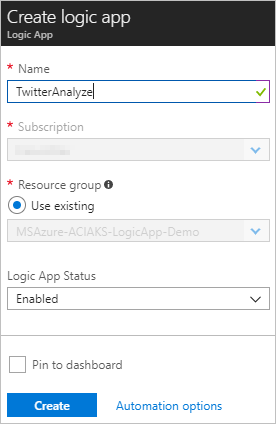 Create logic app
Logic App
* Name
TwitterAnalyze
* Subscription
* Resource group
Use existing
MSAzure-ACIAKS-LogicApp-Demo
Logic App Status
Enabled
Pin to dashboard
Create Automation options